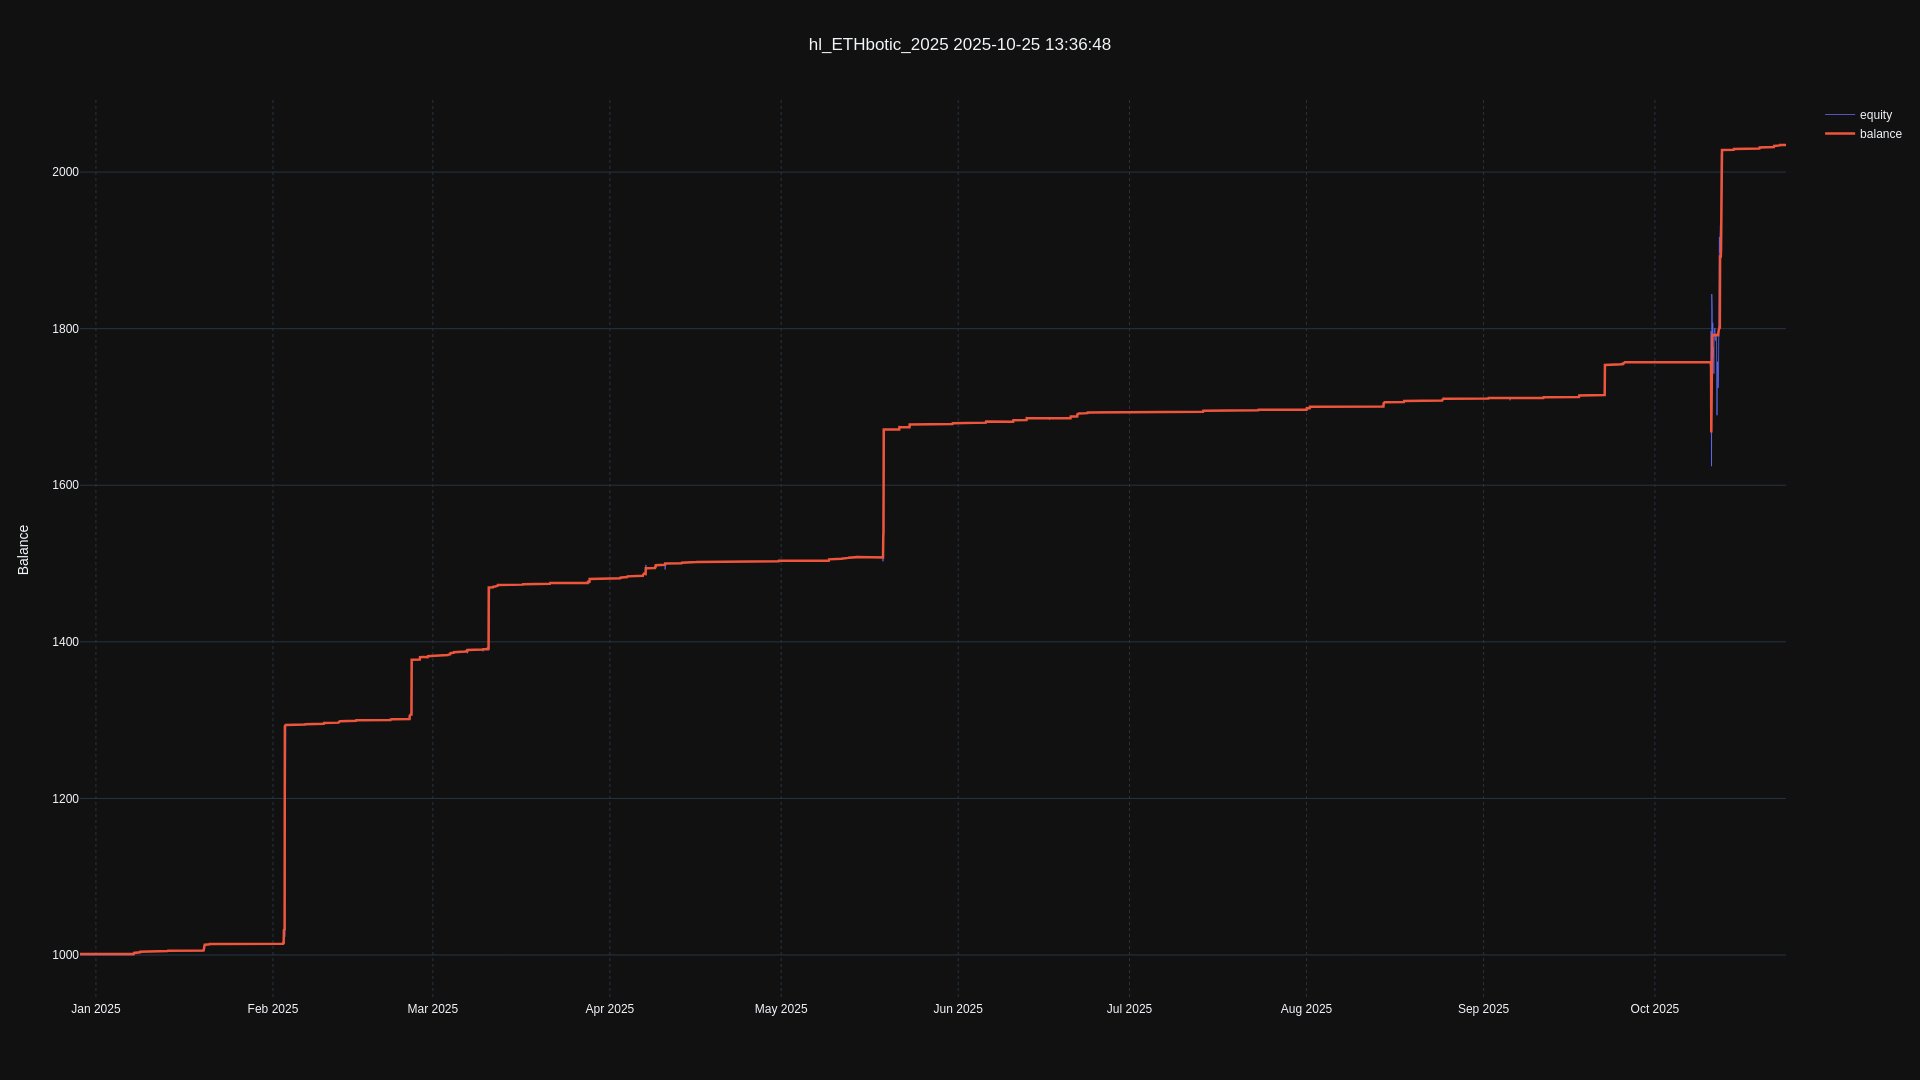 hl_ETHbotic_2025 2025-10-25 13:36:48
equity
balance
2000
1800
1600
1400
1200
1000
Balance
Jan 2025
Feb 2025
Mar 2025
Apr 2025
May 2025
Jun 2025
Jul 2025
Aug 2025
Sep 2025
Oct 2025